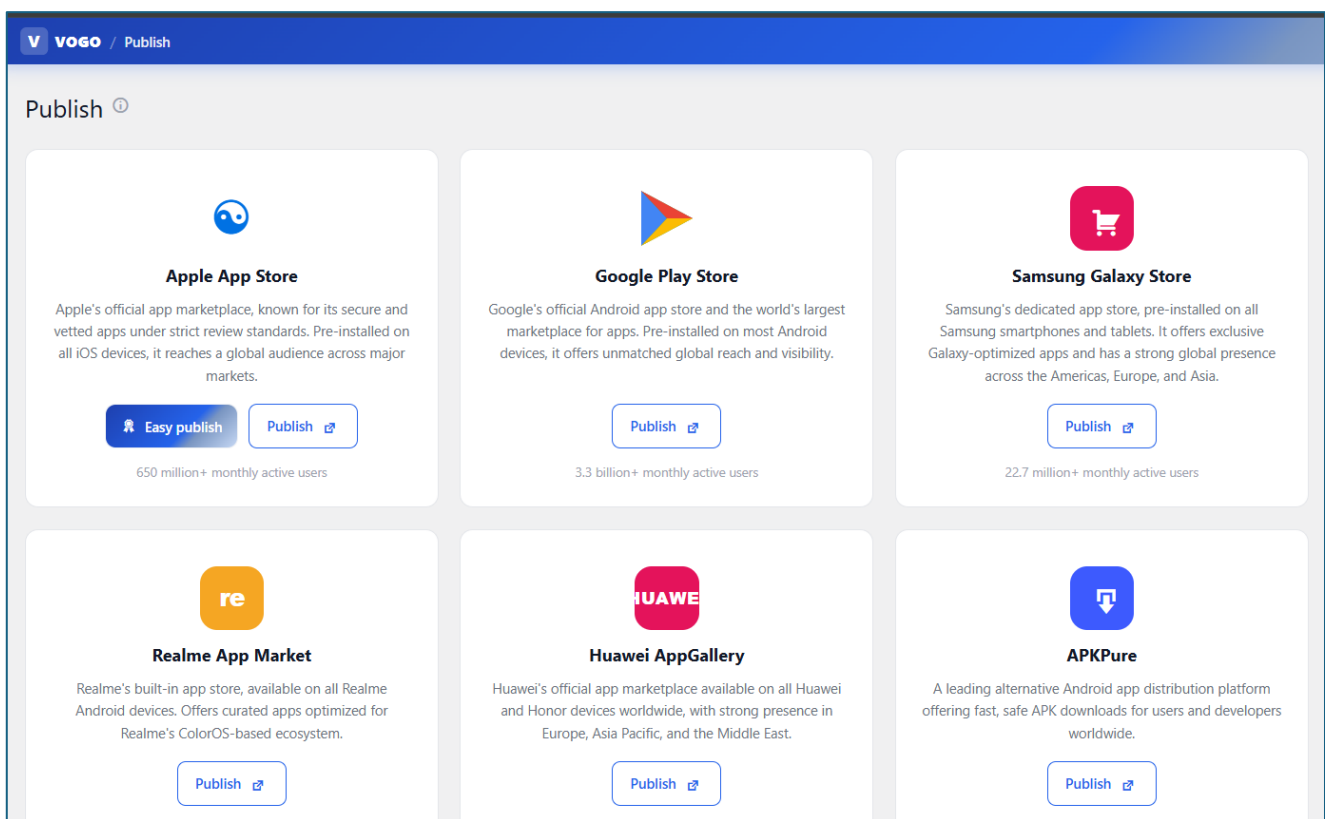 V VOGO / Publish
Publish
Apple App Store
Apple's official app marketplace, known for its secure and
vetted apps under strict review standards. Pre-installed on
all iOS devices, it reaches a global audience across major
markets.
Easy publish
Publish
650 million+ monthly active users
Google Play Store
Google's official Android app store and the world's largest
marketplace for apps. Pre-installed on most Android
devices, it offers unmatched global reach and visibility.
Publish
3.3 billion+ monthly active users
Samsung Galaxy Store
Samsung's dedicated app store, pre-installed on all
Samsung smartphones and tablets. It offers exclusive
Galaxy-optimized apps and has a strong global presence
across the Americas, Europe, and Asia.
Publish
22.7 million+ monthly active users
re
Realme App Market
Realme's built-in app store, available on all Realme
Android devices. Offers curated apps optimized for
Realme's ColorOS-based ecosystem.
Publish
HUAWE
Huawei AppGallery
Huawei's official app marketplace available on all Huawei
and Honor devices worldwide, with strong presence in
Europe, Asia Pacific, and the Middle East.
Publish
APKPure
A leading alternative Android app distribution platform
offering fast, safe APK downloads for users and developers
worldwide.
Publish